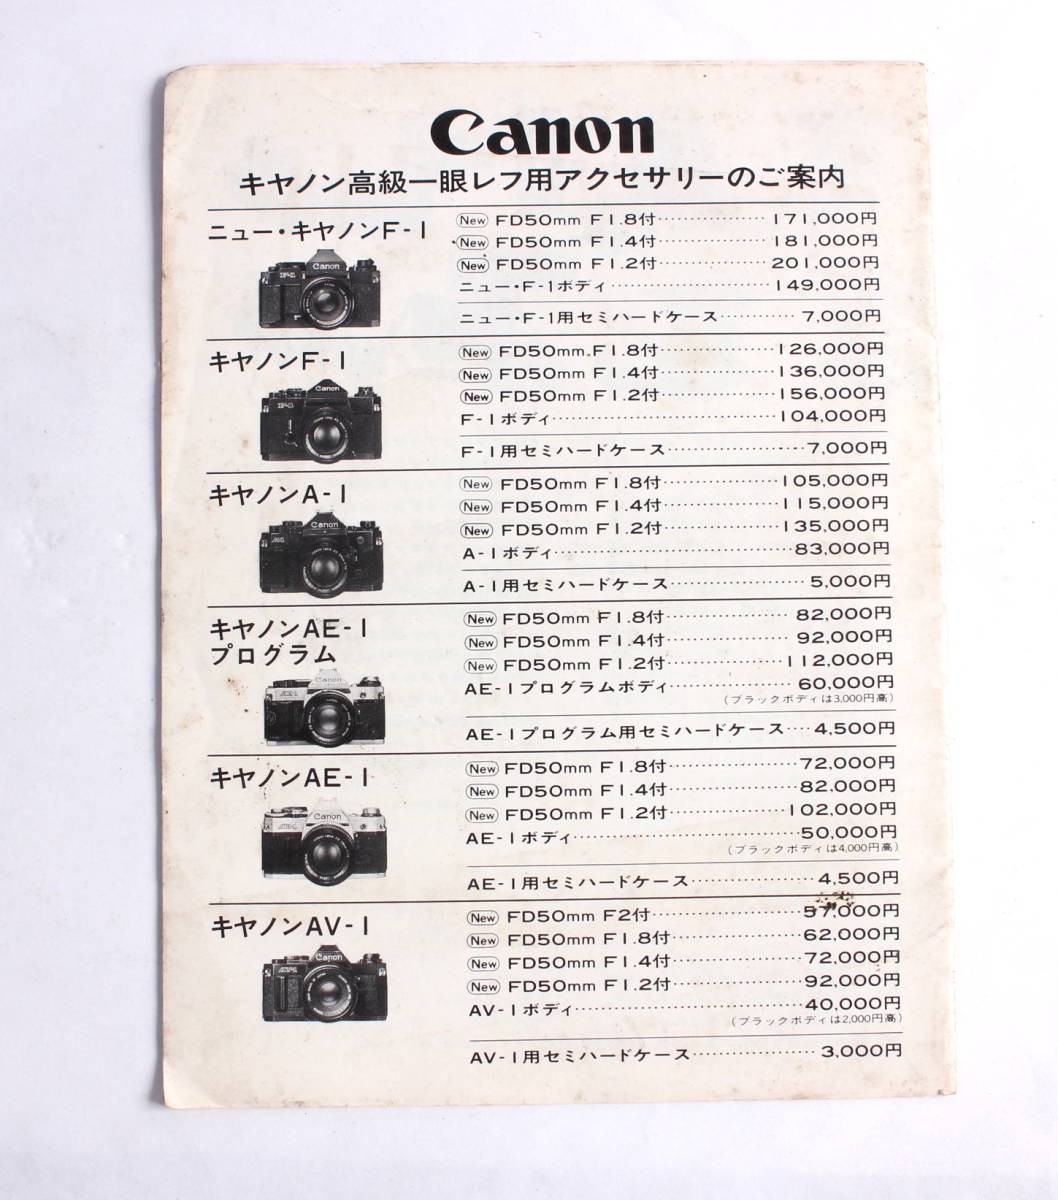 Canon
キヤノン高級一眼レフ用アクセサリーのご案内
ニュー・キヤノンF-1
New FD50mm F1.8付 171,000円
New FD50mm F1.4付 181,000円
New FD50mm F1.2付 201,000円
ニュー・F-1ボディ 149,000円
ニュー・F-1用セミハードケース 7,000円
Canon
キヤノンF-1
New FD50mm F1.8付 126,000円
New FD50mm F1.4付 136,000円
New FD50mm F1.2付 156,000円
F-1ボディ 104,000円
F-1用セミハードケース 7,000円
Canon
キヤノンA-1
New FD50mm F1.8付 105,000円
New FD50mm F1.4付 115,000円
New FD50mm F1.2付 135,000円
A-1ボディ 83,000円
A-1用セミハードケース 5,000円
Canon
キヤノンAE-1
プログラム
New FD50mm F1.8付 82,000円
New FD50mm F1.4付 92,000円
New FD50mm F1.2付 112,000円
AE-1プログラムボディ 60,000円
(ブラックボディは3,000円高)
AE-1プログラム用セミハードケース 4,500円
Canon
キヤノンAE-1
New FD50mm F1.8付 72,000円
New FD50mm F1.4付 82,000円
New FD50mm F1.2付 102,000円
AE-1ボディ 50,000円
(ブラックボディは4,000円高)
AE-1用セミハードケース 4,500円
Canon
キヤノンAV-1
New FD50mm F2付 57,000円
New FD50mm F1.8付 62,000円
New FD50mm F1.4付 72,000円
New FD50mm F1.2付 92,000円
AV-1ボディ 40,000円
(ブラックボディは2,000円高)
AV-1用セミハードケース 3,000円
Canon